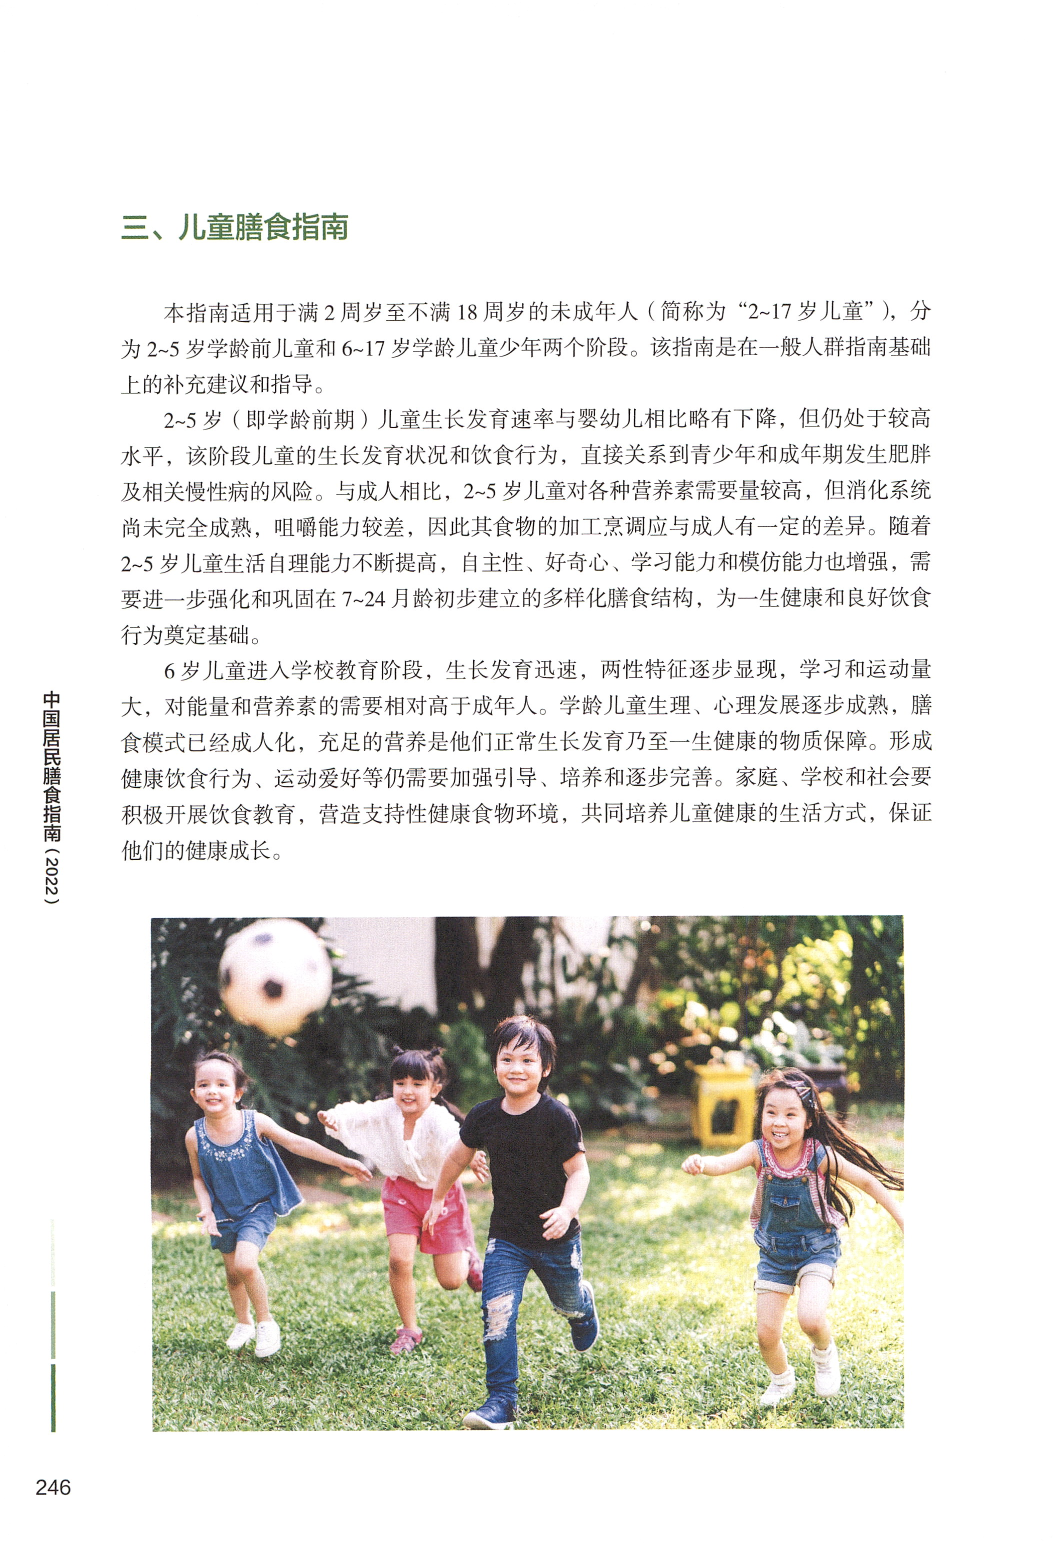 三、儿童膳食指南
本指南适用于满 2 周岁至不满 18 周岁的未成年人（简称为“2~17 岁儿童”），分
为 2~5 岁学龄前儿童和 6~17 岁学龄儿童少年两个阶段。该指南是在一般人群指南基础
上的补充建议和指导。
2~5 岁（即学龄前期）儿童生长发育速率与婴幼儿相比略有下降，但仍处于较高
水平，该阶段儿童的生长发育状况和饮食行为，直接关系到青少年和成年期发生肥胖
及相关慢性病的风险。与成人相比，2~5 岁儿童对各种营养素需要量较高，但消化系统
尚未完全成熟，咀嚼能力较差，因此其食物的加工烹调应与成人有一定的差异。随着
2~5 岁儿童生活自理能力不断提高，自主性、好奇心、学习能力和模仿能力也增强，需
要进一步强化和巩固在 7~24 月龄初步建立的多样化膳食结构，为一生健康和良好饮食
行为奠定基础。
6 岁儿童进入学校教育阶段，生长发育迅速，两性特征逐步显现，学习和运动量
大，对能量和营养素的需要相对高于成年人。学龄儿童生理、心理发展逐步成熟，膳
食模式已经成人化，充足的营养是他们正常生长发育乃至一生健康的物质保障。形成
健康饮食行为、运动爱好等仍需要加强引导、培养和逐步完善。家庭、学校和社会要
积极开展饮食教育，营造支持性健康食物环境，共同培养儿童健康的生活方式，保证
他们的健康成长。
中国居民膳食指南（2022）
246